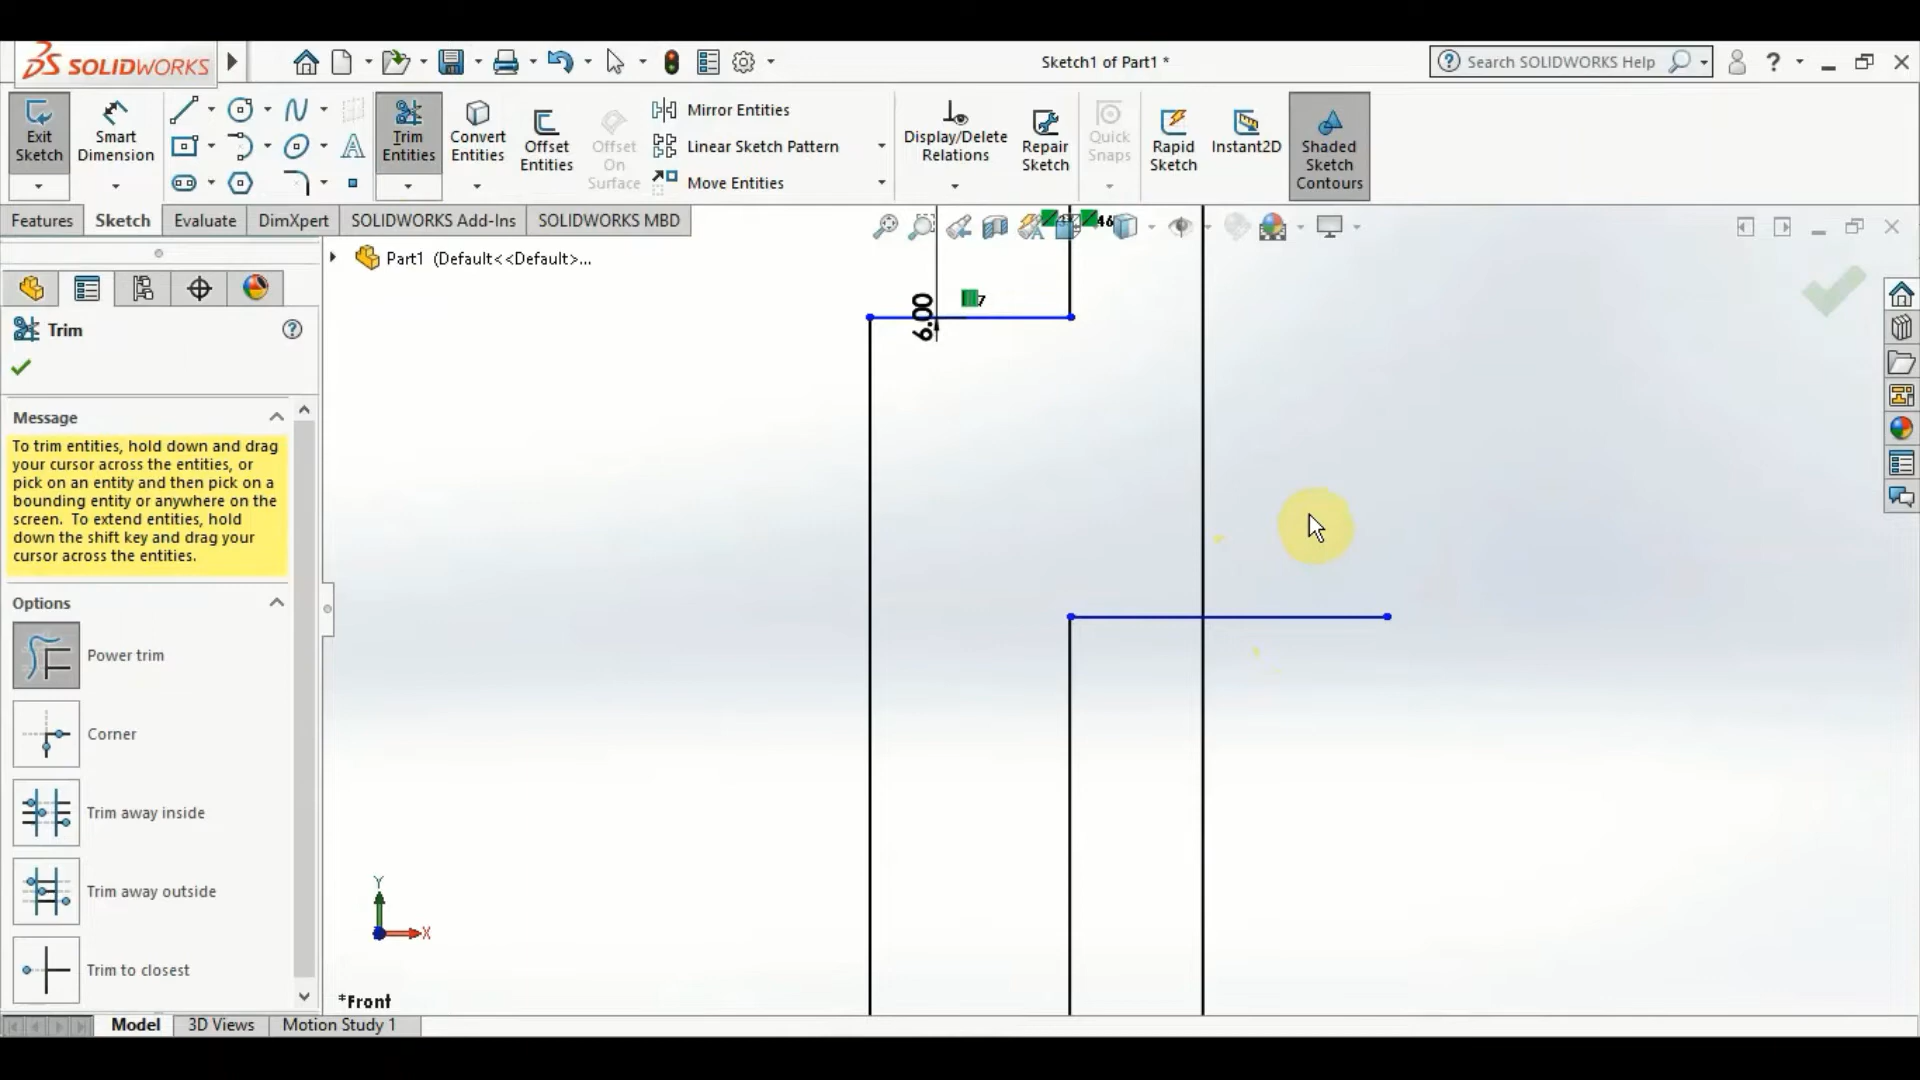 SOLIDWORKS
Sketch1 of Part1 *
Search SOLIDWORKS Help
?
Exit Sketch
Smart Dimension
Trim Entities
Convert Entities
Offset Entities
Offset On Surface
Mirror Entities
Linear Sketch Pattern
Move Entities
Display/Delete Relations
Repair Sketch
Quick Snaps
Rapid Sketch
Instant2D
Shaded Sketch Contours
Features
Sketch
Evaluate
DimXpert
SOLIDWORKS Add-Ins
SOLIDWORKS MBD
Part1 (Default<<Default>...
46
7
6.00
Trim
?
Message
To trim entities, hold down and drag
your cursor across the entities, or
pick on an entity and then pick on a
bounding entity or anywhere on the
screen. To extend entities, hold
down the shift key and drag your
cursor across the entities.
Options
Power trim
Corner
Trim away inside
Trim away outside
Trim to closest
Y
X
*Front
Model
3D Views
Motion Study 1